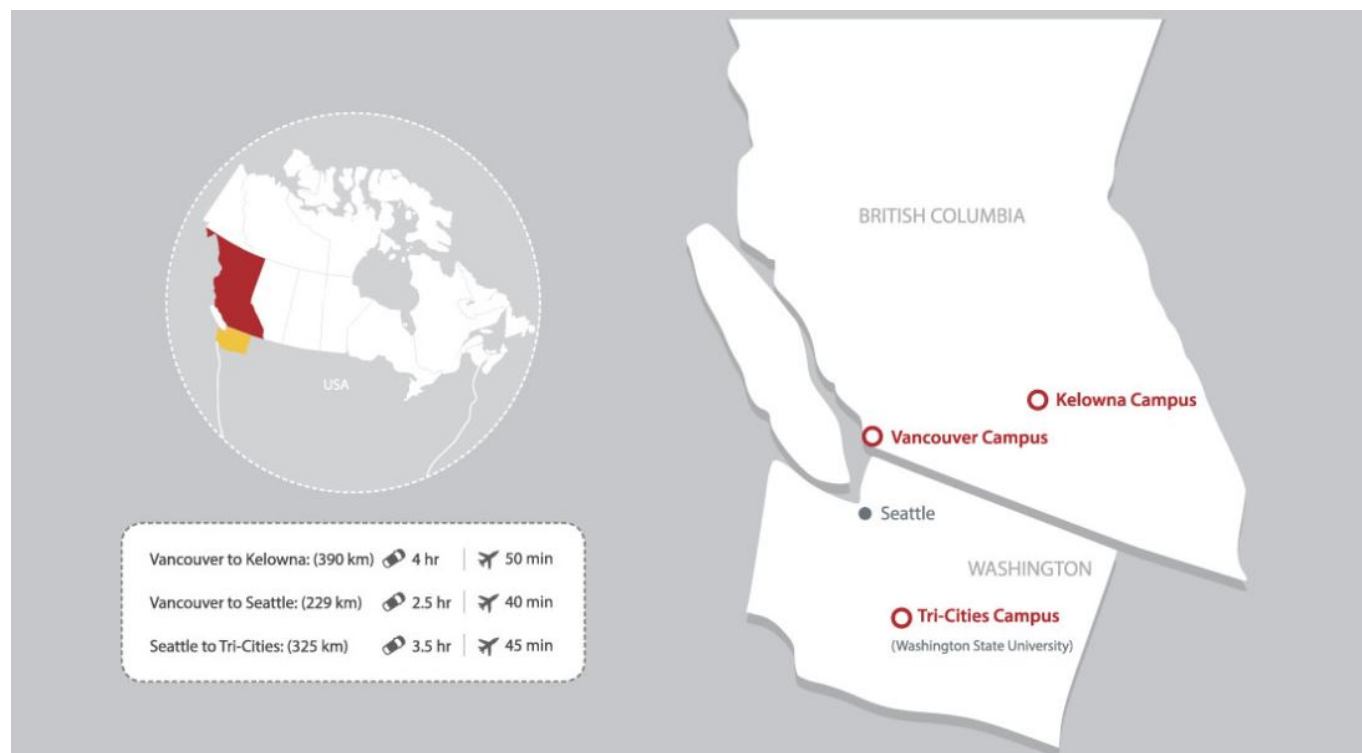 USA
Vancouver to Kelowna: (390 km) 4 hr 50 min
Vancouver to Seattle: (229 km) 2.5 hr 40 min
Seattle to Tri-Cities: (325 km) 3.5 hr 45 min
BRITISH COLUMBIA
Kelowna Campus
Vancouver Campus
Seattle
WASHINGTON
Tri-Cities Campus
(Washington State University)